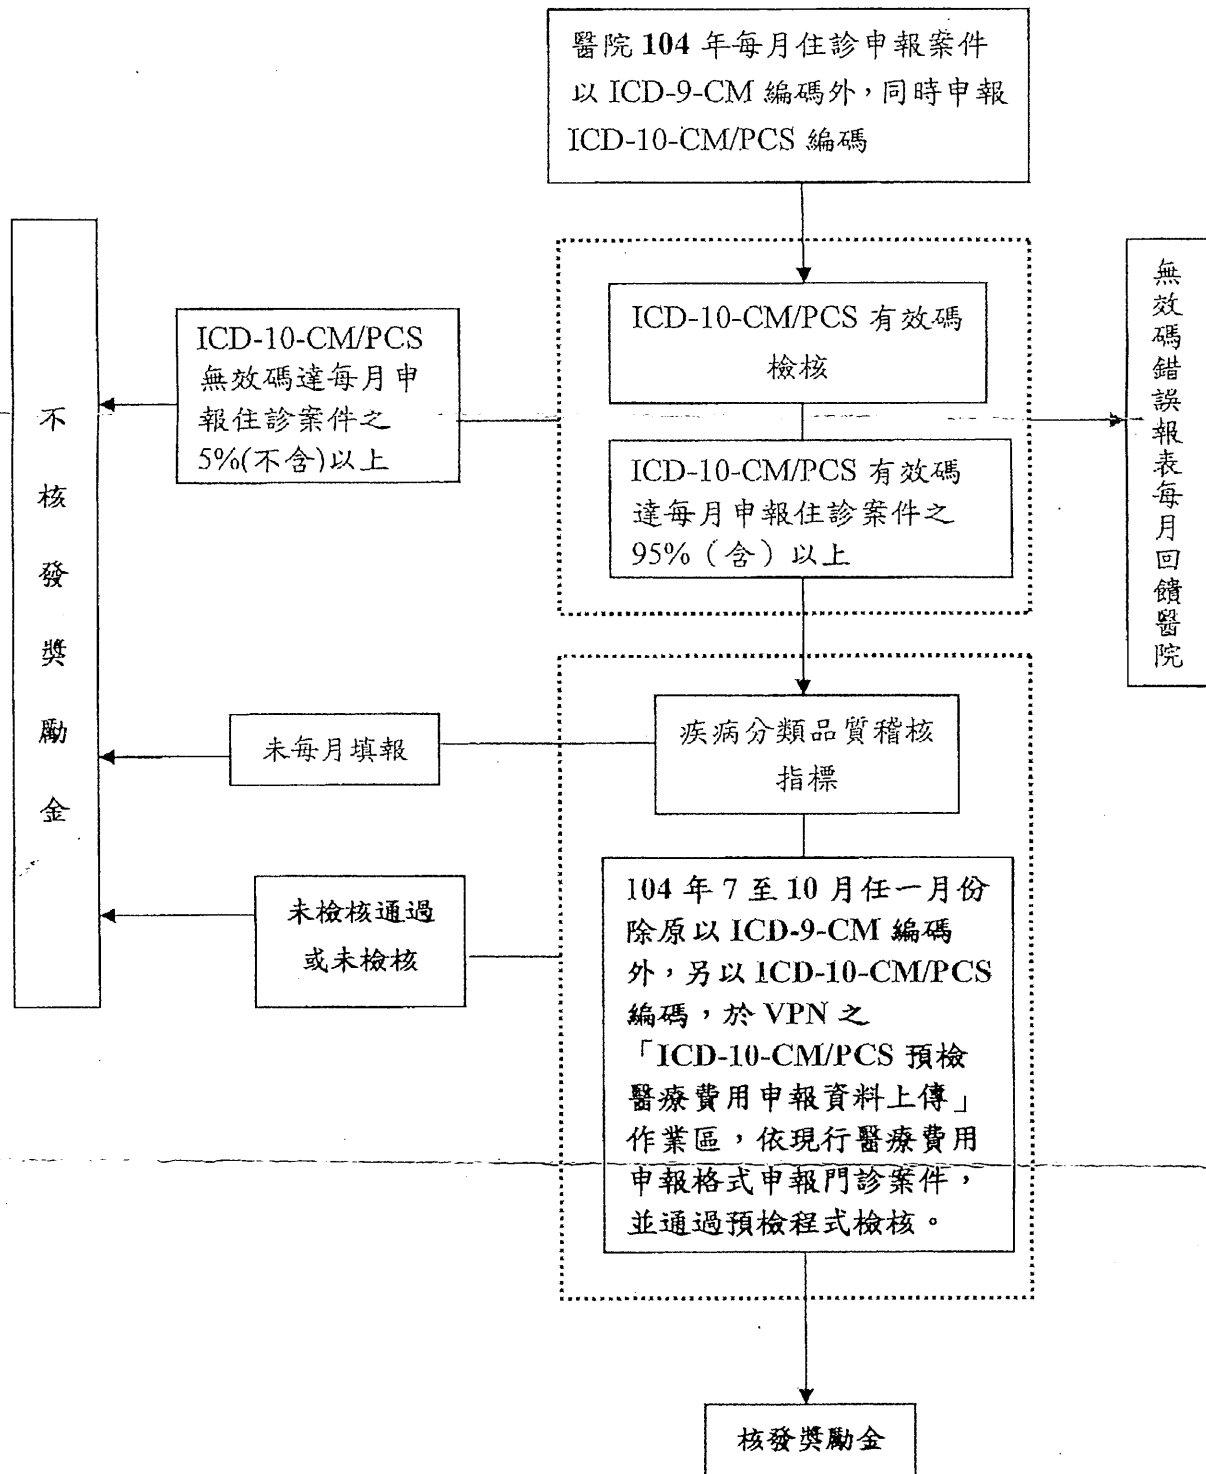 醫院 104 年每月住診申報案件
以 ICD-9-CM 編碼外，同時申報
ICD-10-CM/PCS 編碼
ICD-10-CM/PCS 有效碼
檢核
ICD-10-CM/PCS 有效碼
達每月申報住診案件之
95%（含）以上
ICD-10-CM/PCS
無效碼達每月申
報住診案件之
5%(不含)以上
不核發獎勵金
無效碼錯誤報表每月回饋醫院
疾病分類品質稽核
指標
未每月填報
104 年 7 至 10 月任一月份
除原以 ICD-9-CM 編碼
外，另以 ICD-10-CM/PCS
編碼，於 VPN 之
「ICD-10-CM/PCS 預檢
醫療費用申報資料上傳」
作業區，依現行醫療費用
申報格式申報門診案件，
並通過預檢程式檢核。
未檢核通過
或未檢核
核發獎勵金